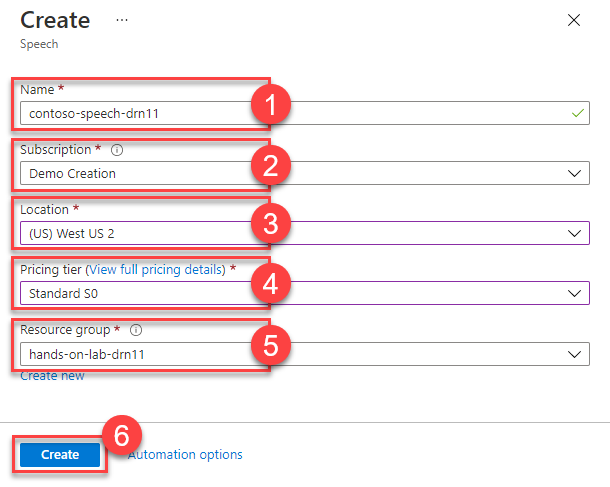 Create ...
Speech
Name *
contoso-speech-drn11
1
Subscription *
2
Demo Creation
Location *
3
(US) West US 2
Pricing tier (View full pricing details) *
4
Standard S0
Resource group *
5
hands-on-lab-drn11
Create new
6
Create
Automation options